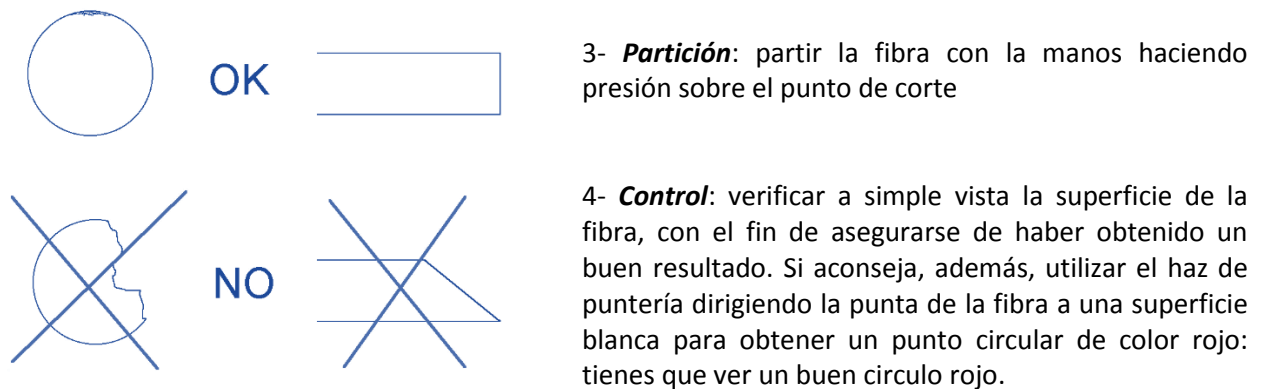 OK
3- Partición: partir la fibra con la manos haciendo
presión sobre el punto de corte
NO
4- Control: verificar a simple vista la superficie de la
fibra, con el fin de asegurarse de haber obtenido un
buen resultado. Si aconseja, además, utilizar el haz de
puntería dirigiendo la punta de la fibra a una superficie
blanca para obtener un punto circular de color rojo:
tienes que ver un buen circulo rojo.